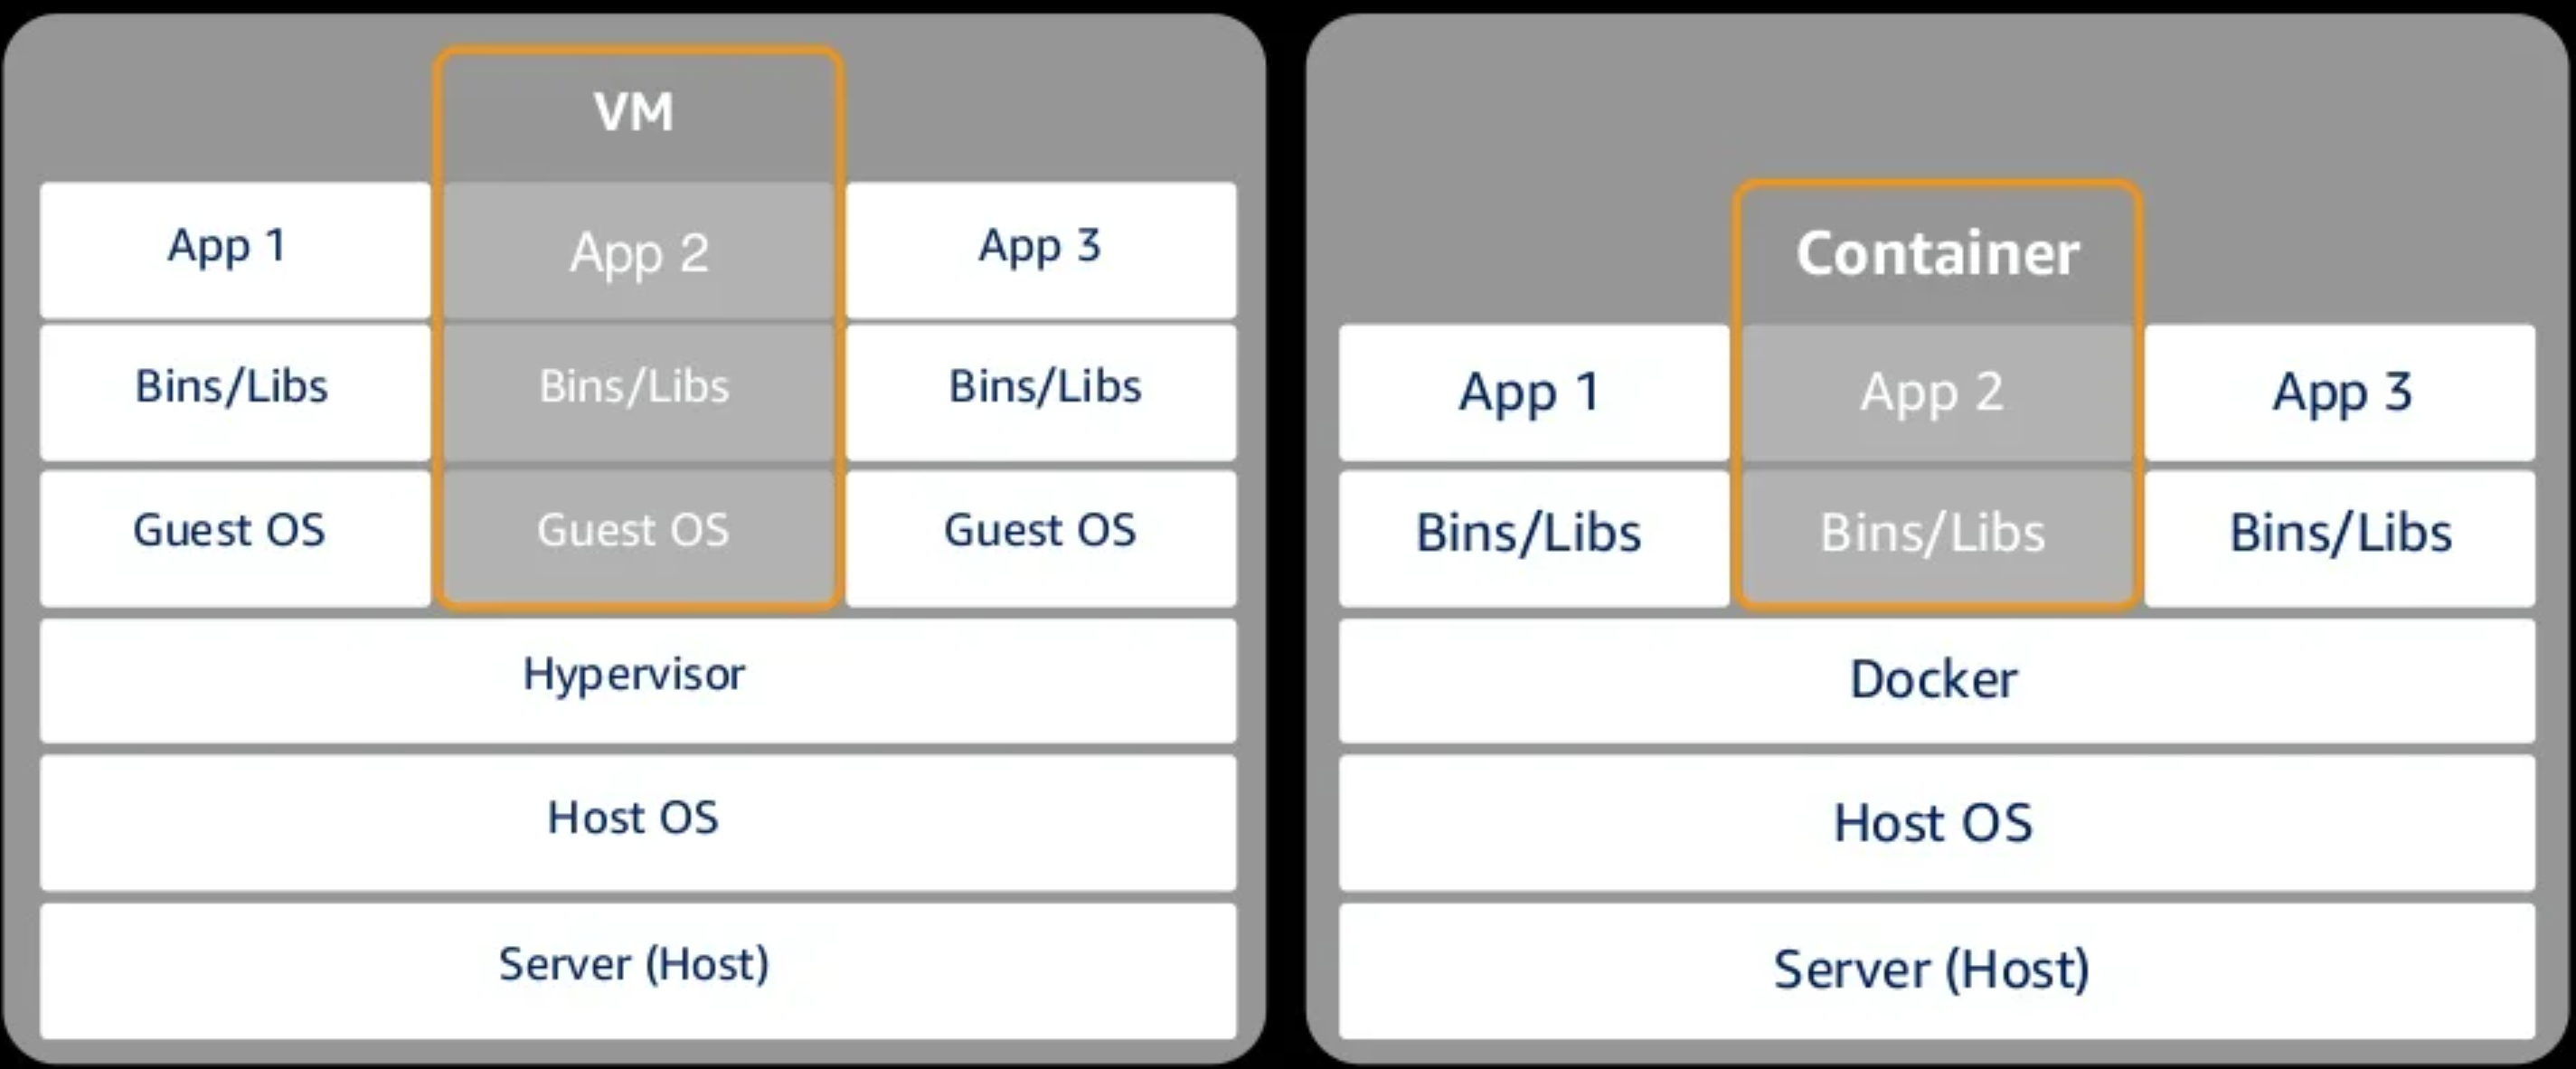 VM
App 1
App 2
App 3
Bins/Libs
Bins/Libs
Bins/Libs
Guest OS
Guest OS
Guest OS
Hypervisor
Host OS
Server (Host)
Container
App 1
App 2
App 3
Bins/Libs
Bins/Libs
Bins/Libs
Docker
Host OS
Server (Host)